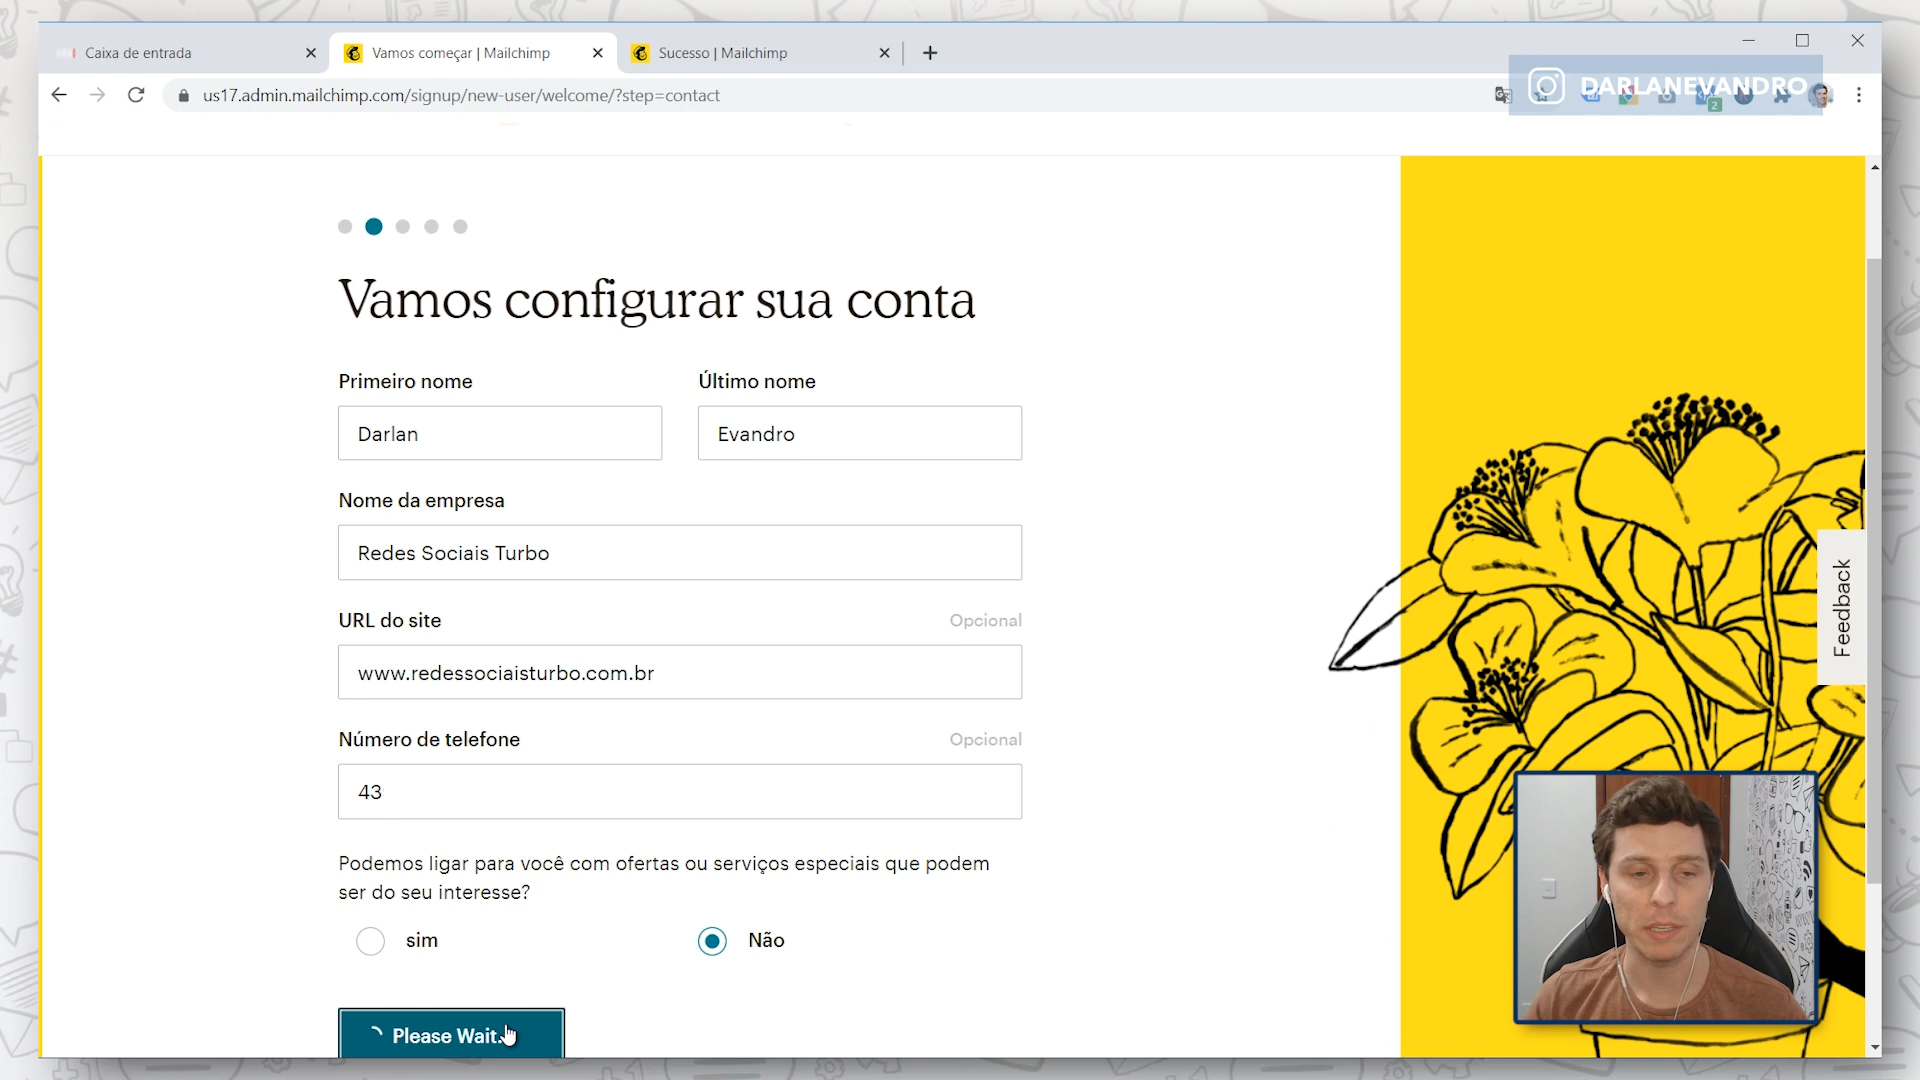 Caixa de entrada
Vamos começar | Mailchimp
Sucesso | Mailchimp
us17.admin.mailchimp.com/signup/new-user/welcome/?step=contact
DARLANEVANDRO
2
Vamos configurar sua conta
Primeiro nome
Último nome
Darlan
Evandro
Nome da empresa
Redes Sociais Turbo
URL do site
Opcional
www.redessociaisturbo.com.br
Número de telefone
Opcional
43
Podemos ligar para você com ofertas ou serviços especiais que podem
ser do seu interesse?
sim
Não
Please Wait..
Feedback